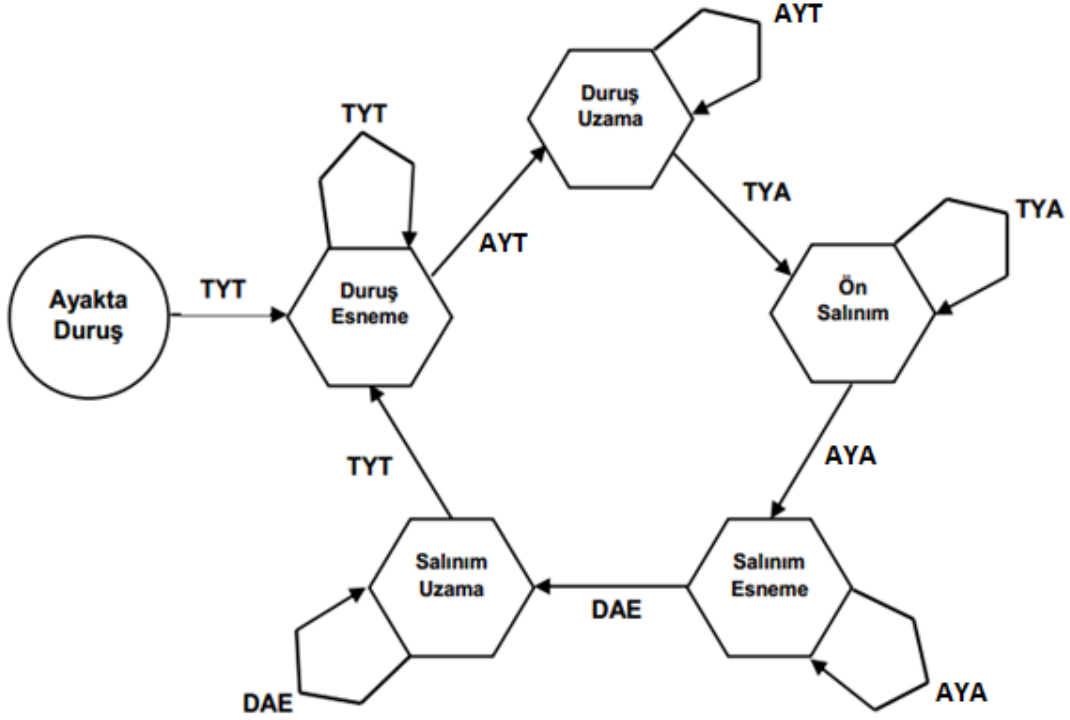 AYT
Duruş
Uzama
TYT
TYA
TYA
AYT
Ayakta
Duruş
TYT
Duruş
Esneme
Ön
Salınım
TYT
AYA
Salınım
Uzama
Salınım
Esneme
DAE
DAE
AYA